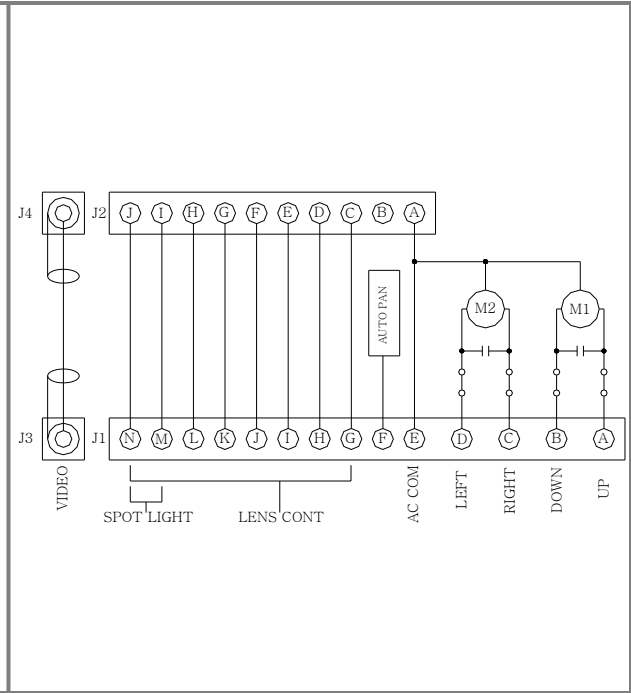 J4 J2 J I H G F E D C B A
AUTO PAN
M2 M1
J3 J1 N M L K J I H G F E D C B A
VIDEO
SPOT LIGHT
LENS CONT
AC COM
LEFT
RIGHT
DOWN
UP